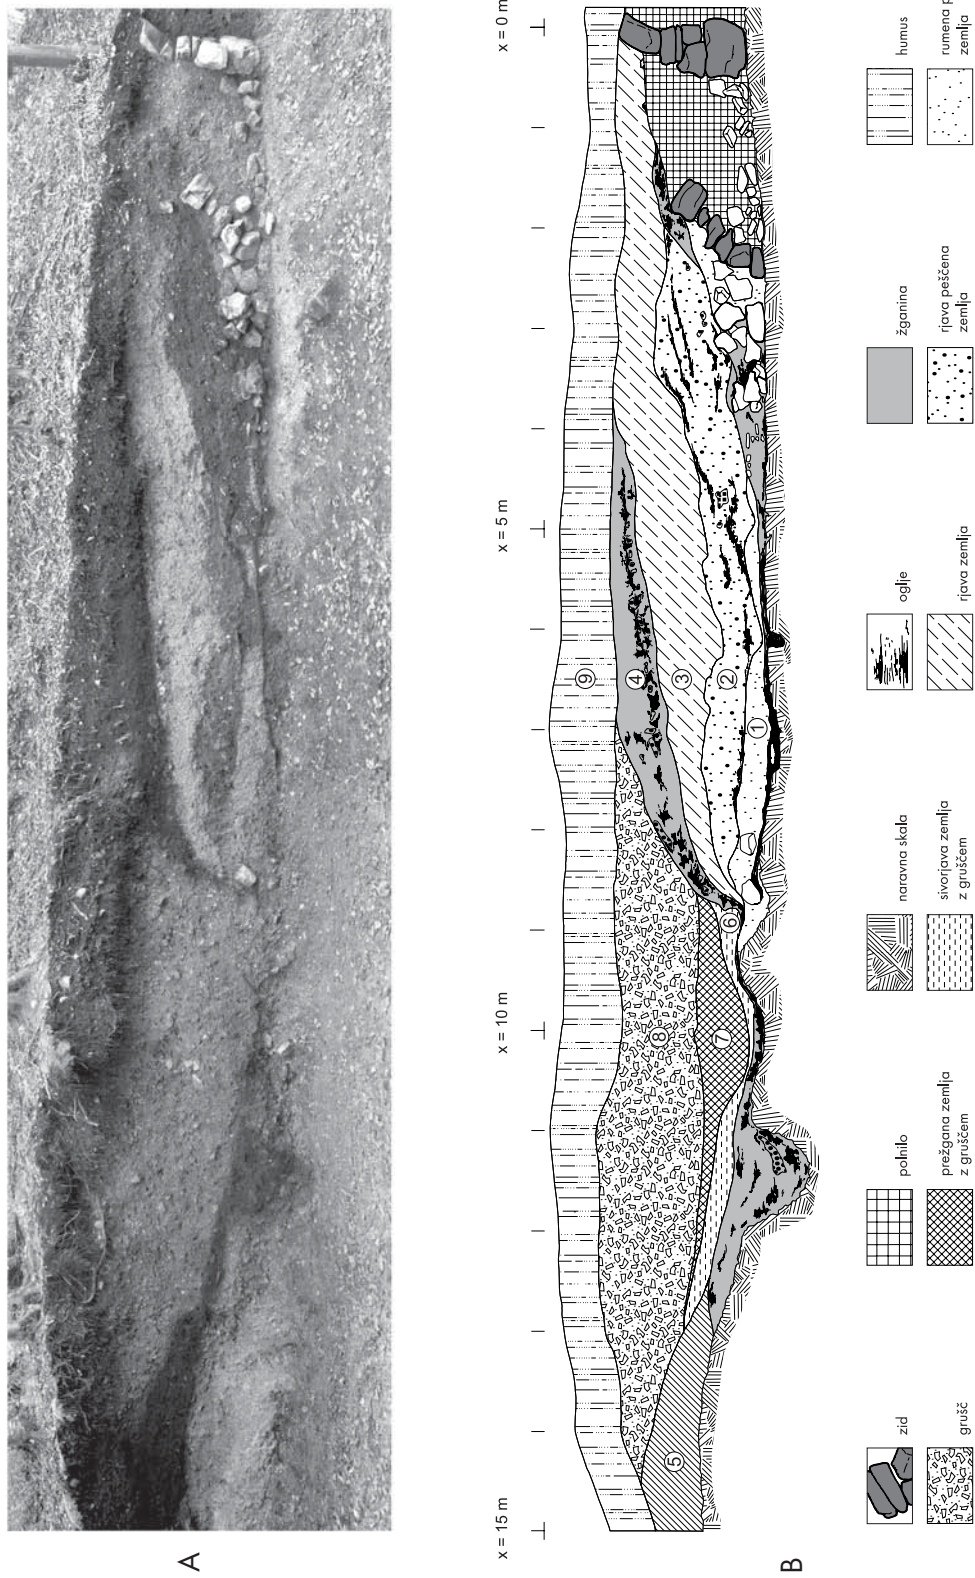 A
x = 15 m
x = 10 m
x = 5 m
x = 0 m
9
4
8
3
2
5
7
6
1
B
zid
polnilo
naravna skala
oglje
žganina
humus
grušč
prežgana zemlja
z gruščem
sivorjava zemlja
z gruščem
rjava zemlja
rjava peščena
zemlja
rumena p
zemlja